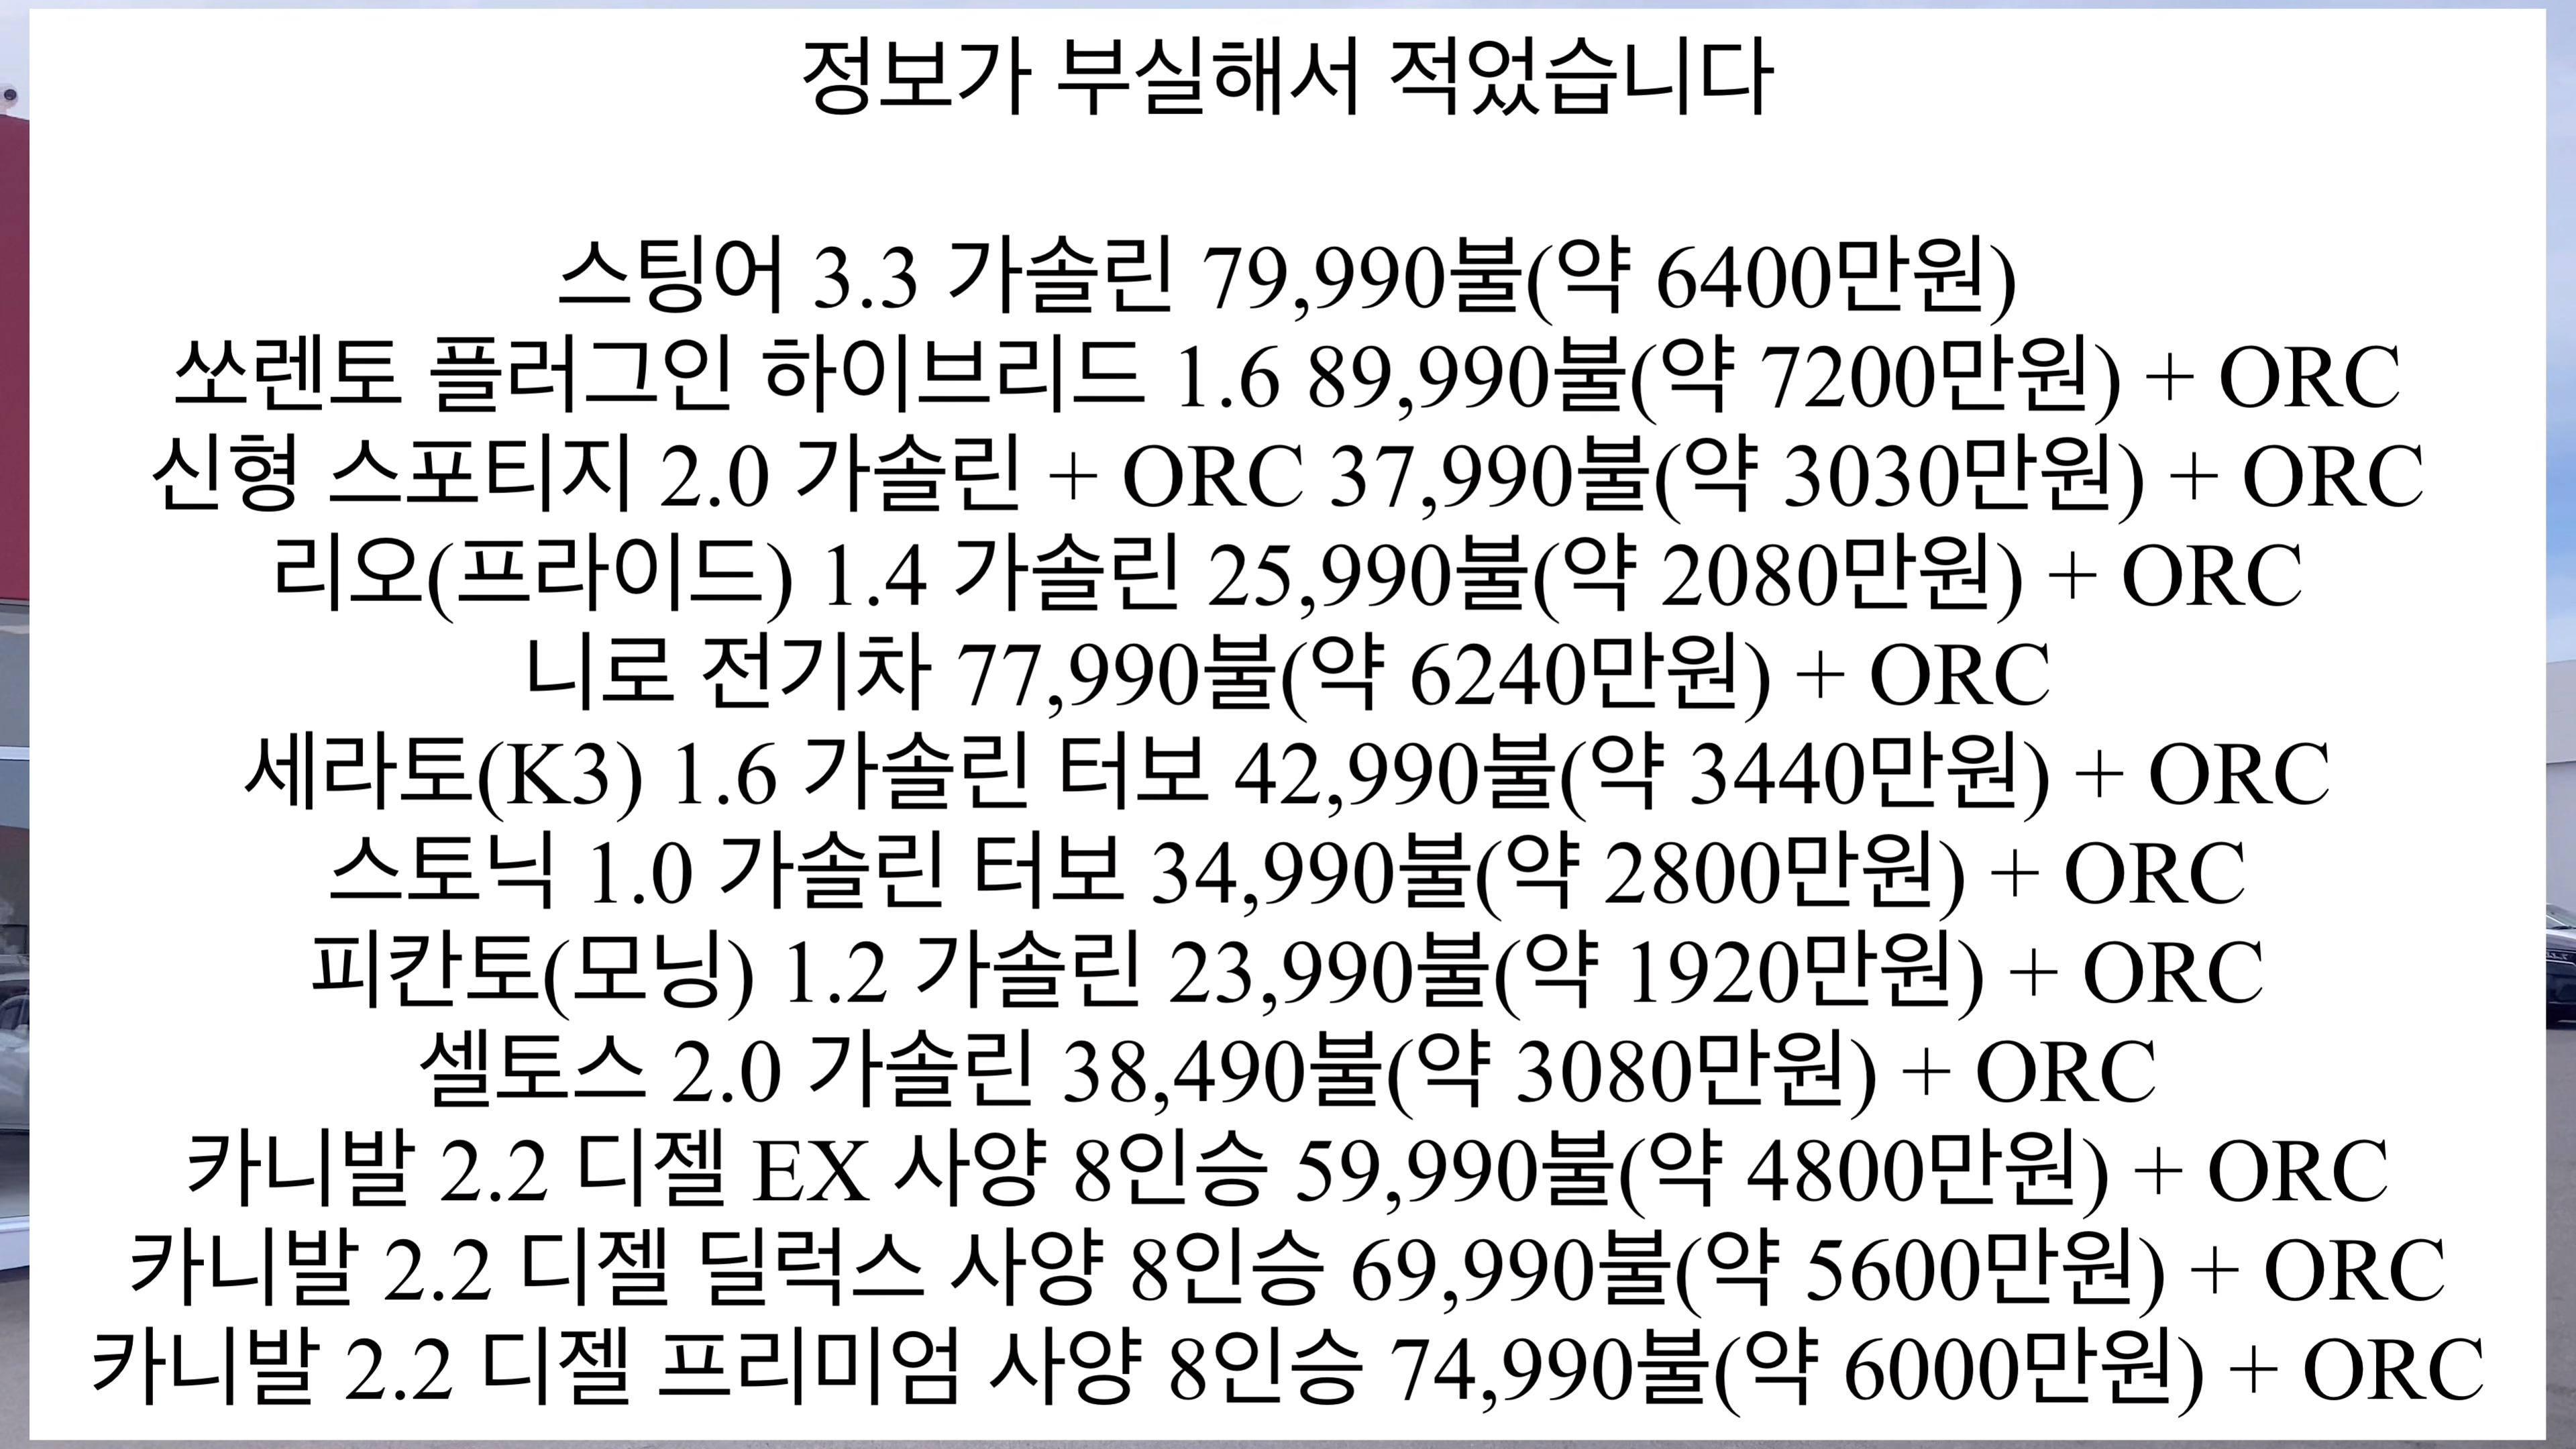 정보가 부실해서 적었습니다
스팅어 3.3 가솔린 79,990불(약 6400만원)
쏘렌토 플러그인 하이브리드 1.6 89,990불(약 7200만원) + ORC
신형 스포티지 2.0 가솔린 + ORC 37,990불(약 3030만원) + ORC
리오(프라이드) 1.4 가솔린 25,990불(약 2080만원) + ORC
니로 전기차 77,990불(약 6240만원) + ORC
세라토(K3) 1.6 가솔린 터보 42,990불(약 3440만원) + ORC
스토닉 1.0 가솔린 터보 34,990불(약 2800만원) + ORC
피칸토(모닝) 1.2 가솔린 23,990불(약 1920만원) + ORC
셀토스 2.0 가솔린 38,490불(약 3080만원) + ORC
카니발 2.2 디젤 EX 사양 8인승 59,990불(약 4800만원) + ORC
카니발 2.2 디젤 딜럭스 사양 8인승 69,990불(약 5600만원) + ORC
카니발 2.2 디젤 프리미엄 사양 8인승 74,990불(약 6000만원) + ORC